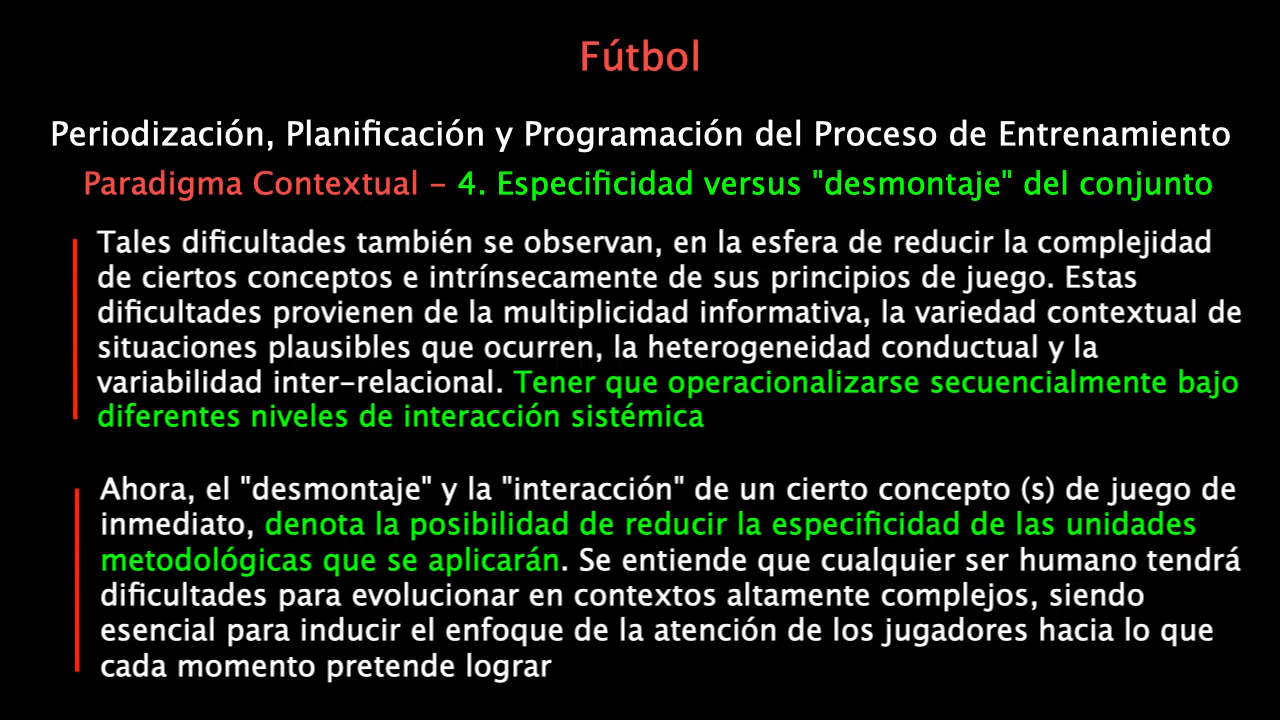 Fútbol
Periodización, Planificación y Programación del Proceso de Entrenamiento
Paradigma Contextual - 4. Especificidad versus "desmontaje" del conjunto
Tales dificultades también se observan, en la esfera de reducir la complejidad
de ciertos conceptos e intrínsecamente de sus principios de juego. Estas
dificultades provienen de la multiplicidad informativa, la variedad contextual de
situaciones plausibles que ocurren, la heterogeneidad conductual y la
variabilidad inter-relacional. Tener que operacionalizarse secuencialmente bajo
diferentes niveles de interacción sistémica
Ahora, el "desmontaje" y la "interacción" de un cierto concepto (s) de juego de
inmediato, denota la posibilidad de reducir la especificidad de las unidades
metodológicas que se aplicarán. Se entiende que cualquier ser humano tendrá
dificultades para evolucionar en contextos altamente complejos, siendo
esencial para inducir el enfoque de la atención de los jugadores hacia lo que
cada momento pretende lograr